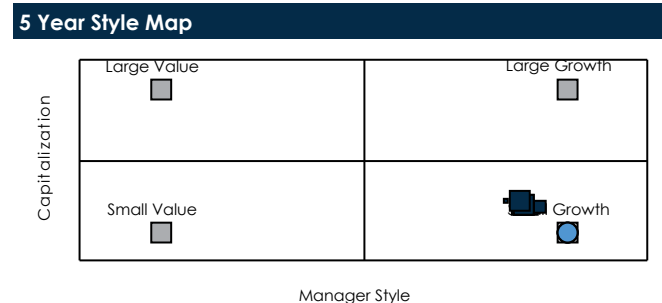 5 Year Style Map
Large Value
Large Growth
Capitalization
Small Value
Growth
Manager Style